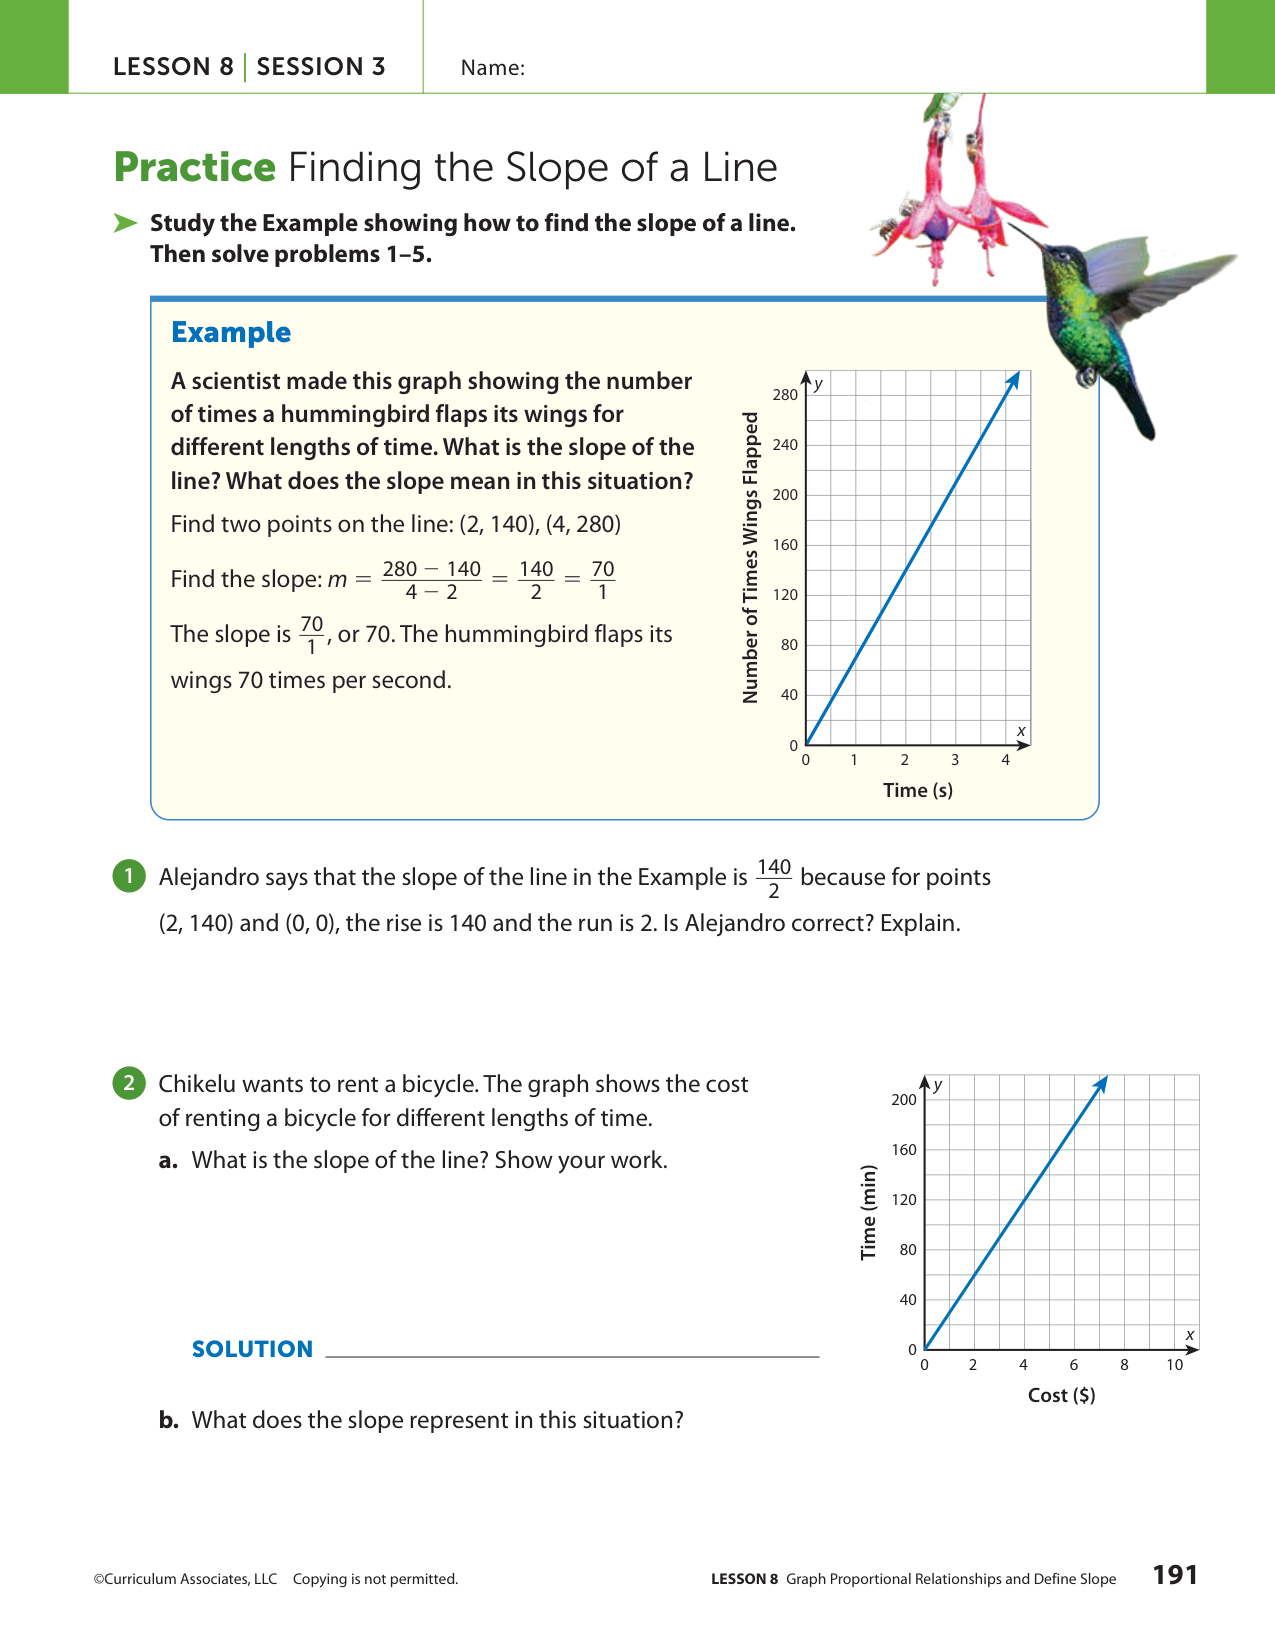 LESSON 8 | SESSION 3
Name:
Practice Finding the Slope of a Line
Study the Example showing how to find the slope of a line.
Then solve problems 1–5.
Example
A scientist made this graph showing the number
of times a hummingbird flaps its wings for
different lengths of time. What is the slope of the
line? What does the slope mean in this situation?
Find two points on the line: (2, 140), (4, 280)
Find the slope: m = (280 − 140)/(4 − 2) = 140/2 = 70/1
The slope is 70/1, or 70. The hummingbird flaps its
wings 70 times per second.
Number of Times Wings Flapped
y
280
240
200
160
120
80
40
0
x
0 1 2 3 4
Time (s)
1 Alejandro says that the slope of the line in the Example is 140/2 because for points
(2, 140) and (0, 0), the rise is 140 and the run is 2. Is Alejandro correct? Explain.
2 Chikelu wants to rent a bicycle. The graph shows the cost
of renting a bicycle for different lengths of time.
a. What is the slope of the line? Show your work.
SOLUTION
b. What does the slope represent in this situation?
Time (min)
y
200
160
120
80
40
0
x
0 2 4 6 8 10
Cost ($)
©Curriculum Associates, LLC Copying is not permitted.
LESSON 8 Graph Proportional Relationships and Define Slope 191